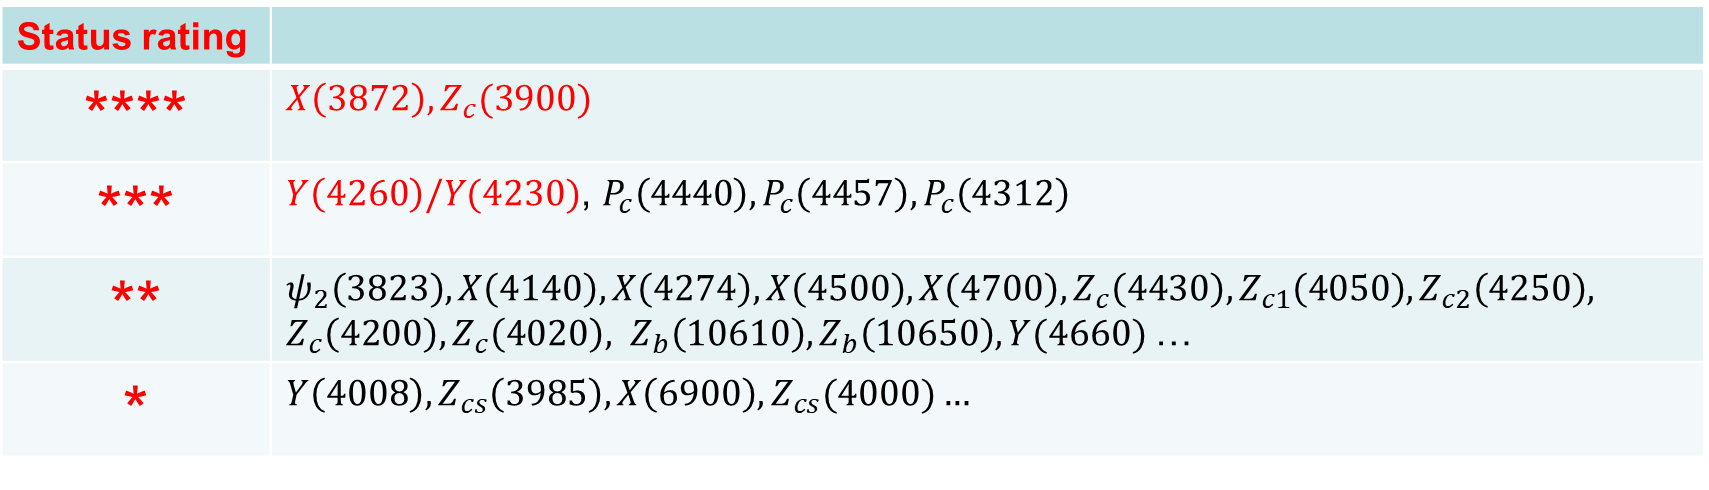 Status rating
**** X(3872), Z_c(3900)
*** Y(4260)/Y(4230), P_c(4440), P_c(4457), P_c(4312)
** ψ_2(3823), X(4140), X(4274), X(4500), X(4700), Z_c(4430), Z_c1(4050), Z_c2(4250),
Z_c(4200), Z_c(4020), Z_b(10610), Z_b(10650), Y(4660) …
* Y(4008), Z_cs(3985), X(6900), Z_cs(4000) ...